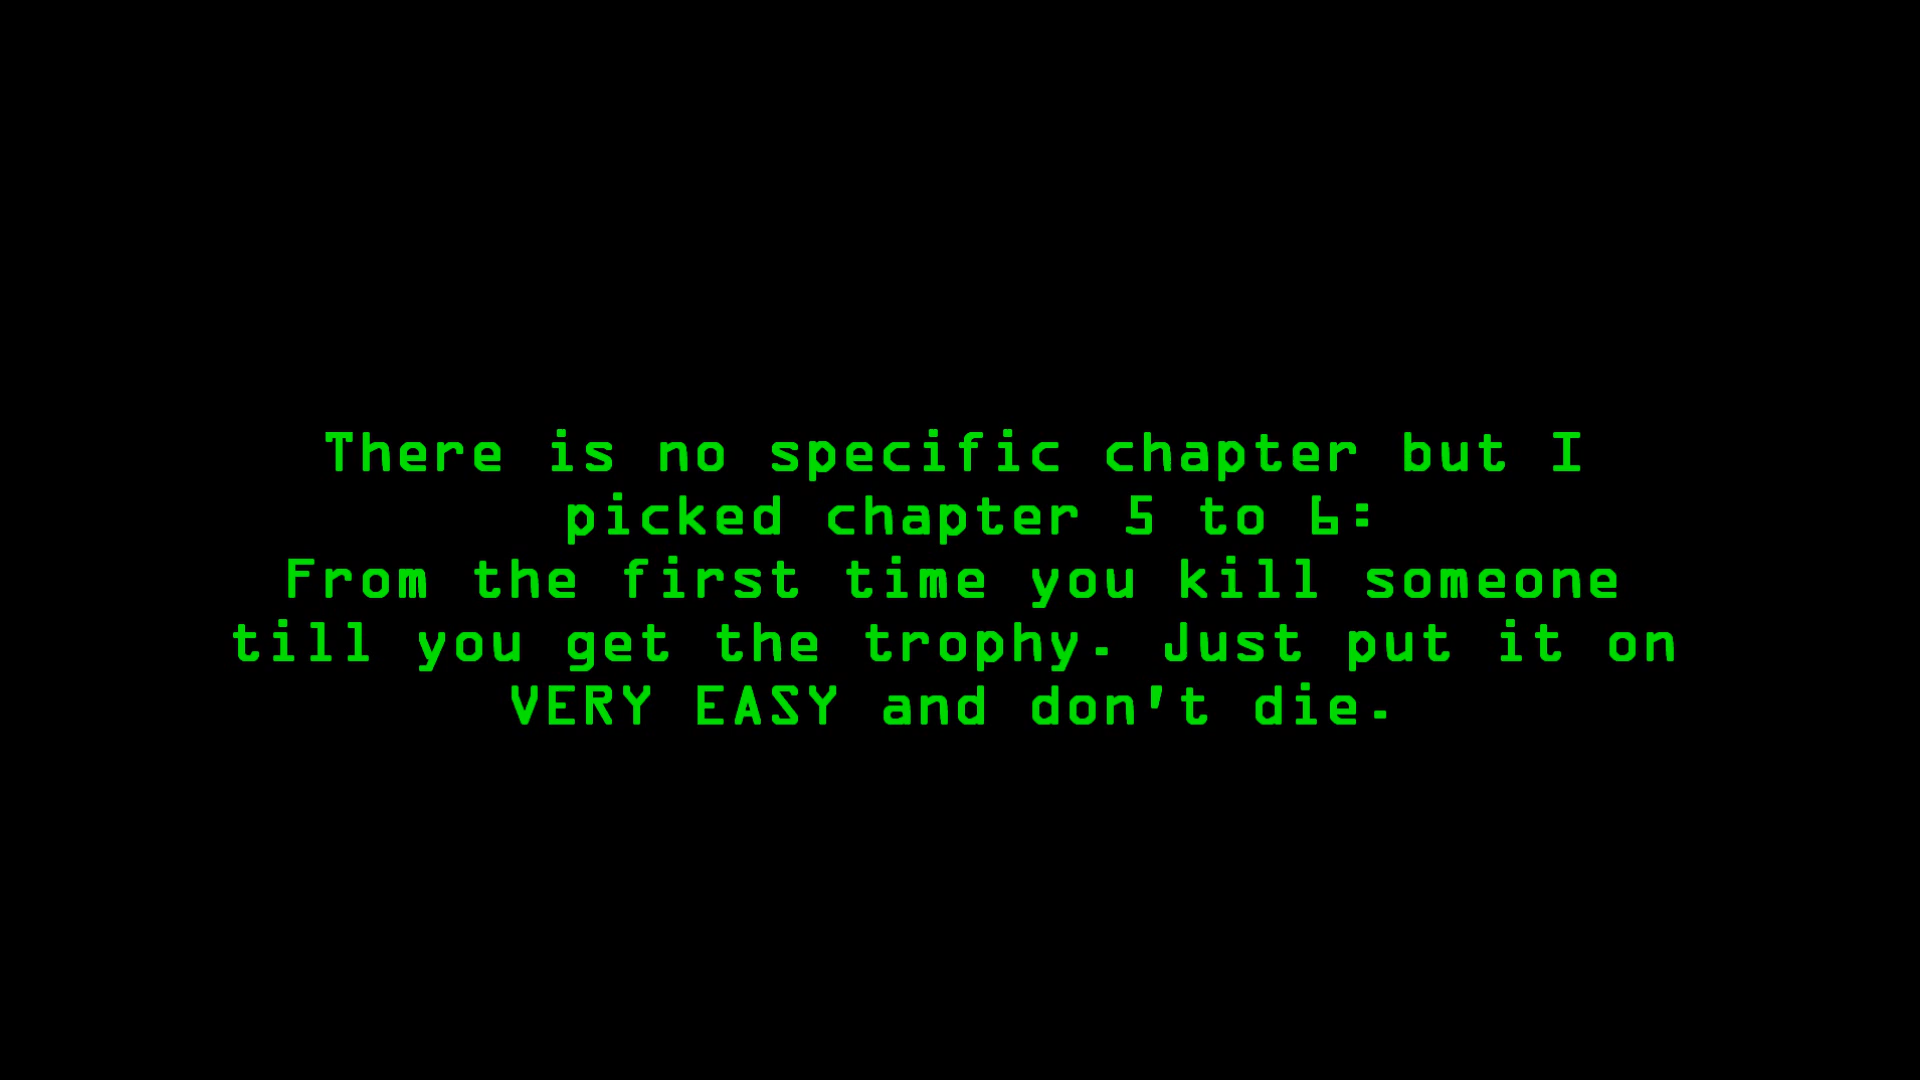 There is no specific chapter but I
picked chapter 5 to 6:
From the first time you kill someone
till you get the trophy. Just put it on
VERY EASY and don't die.